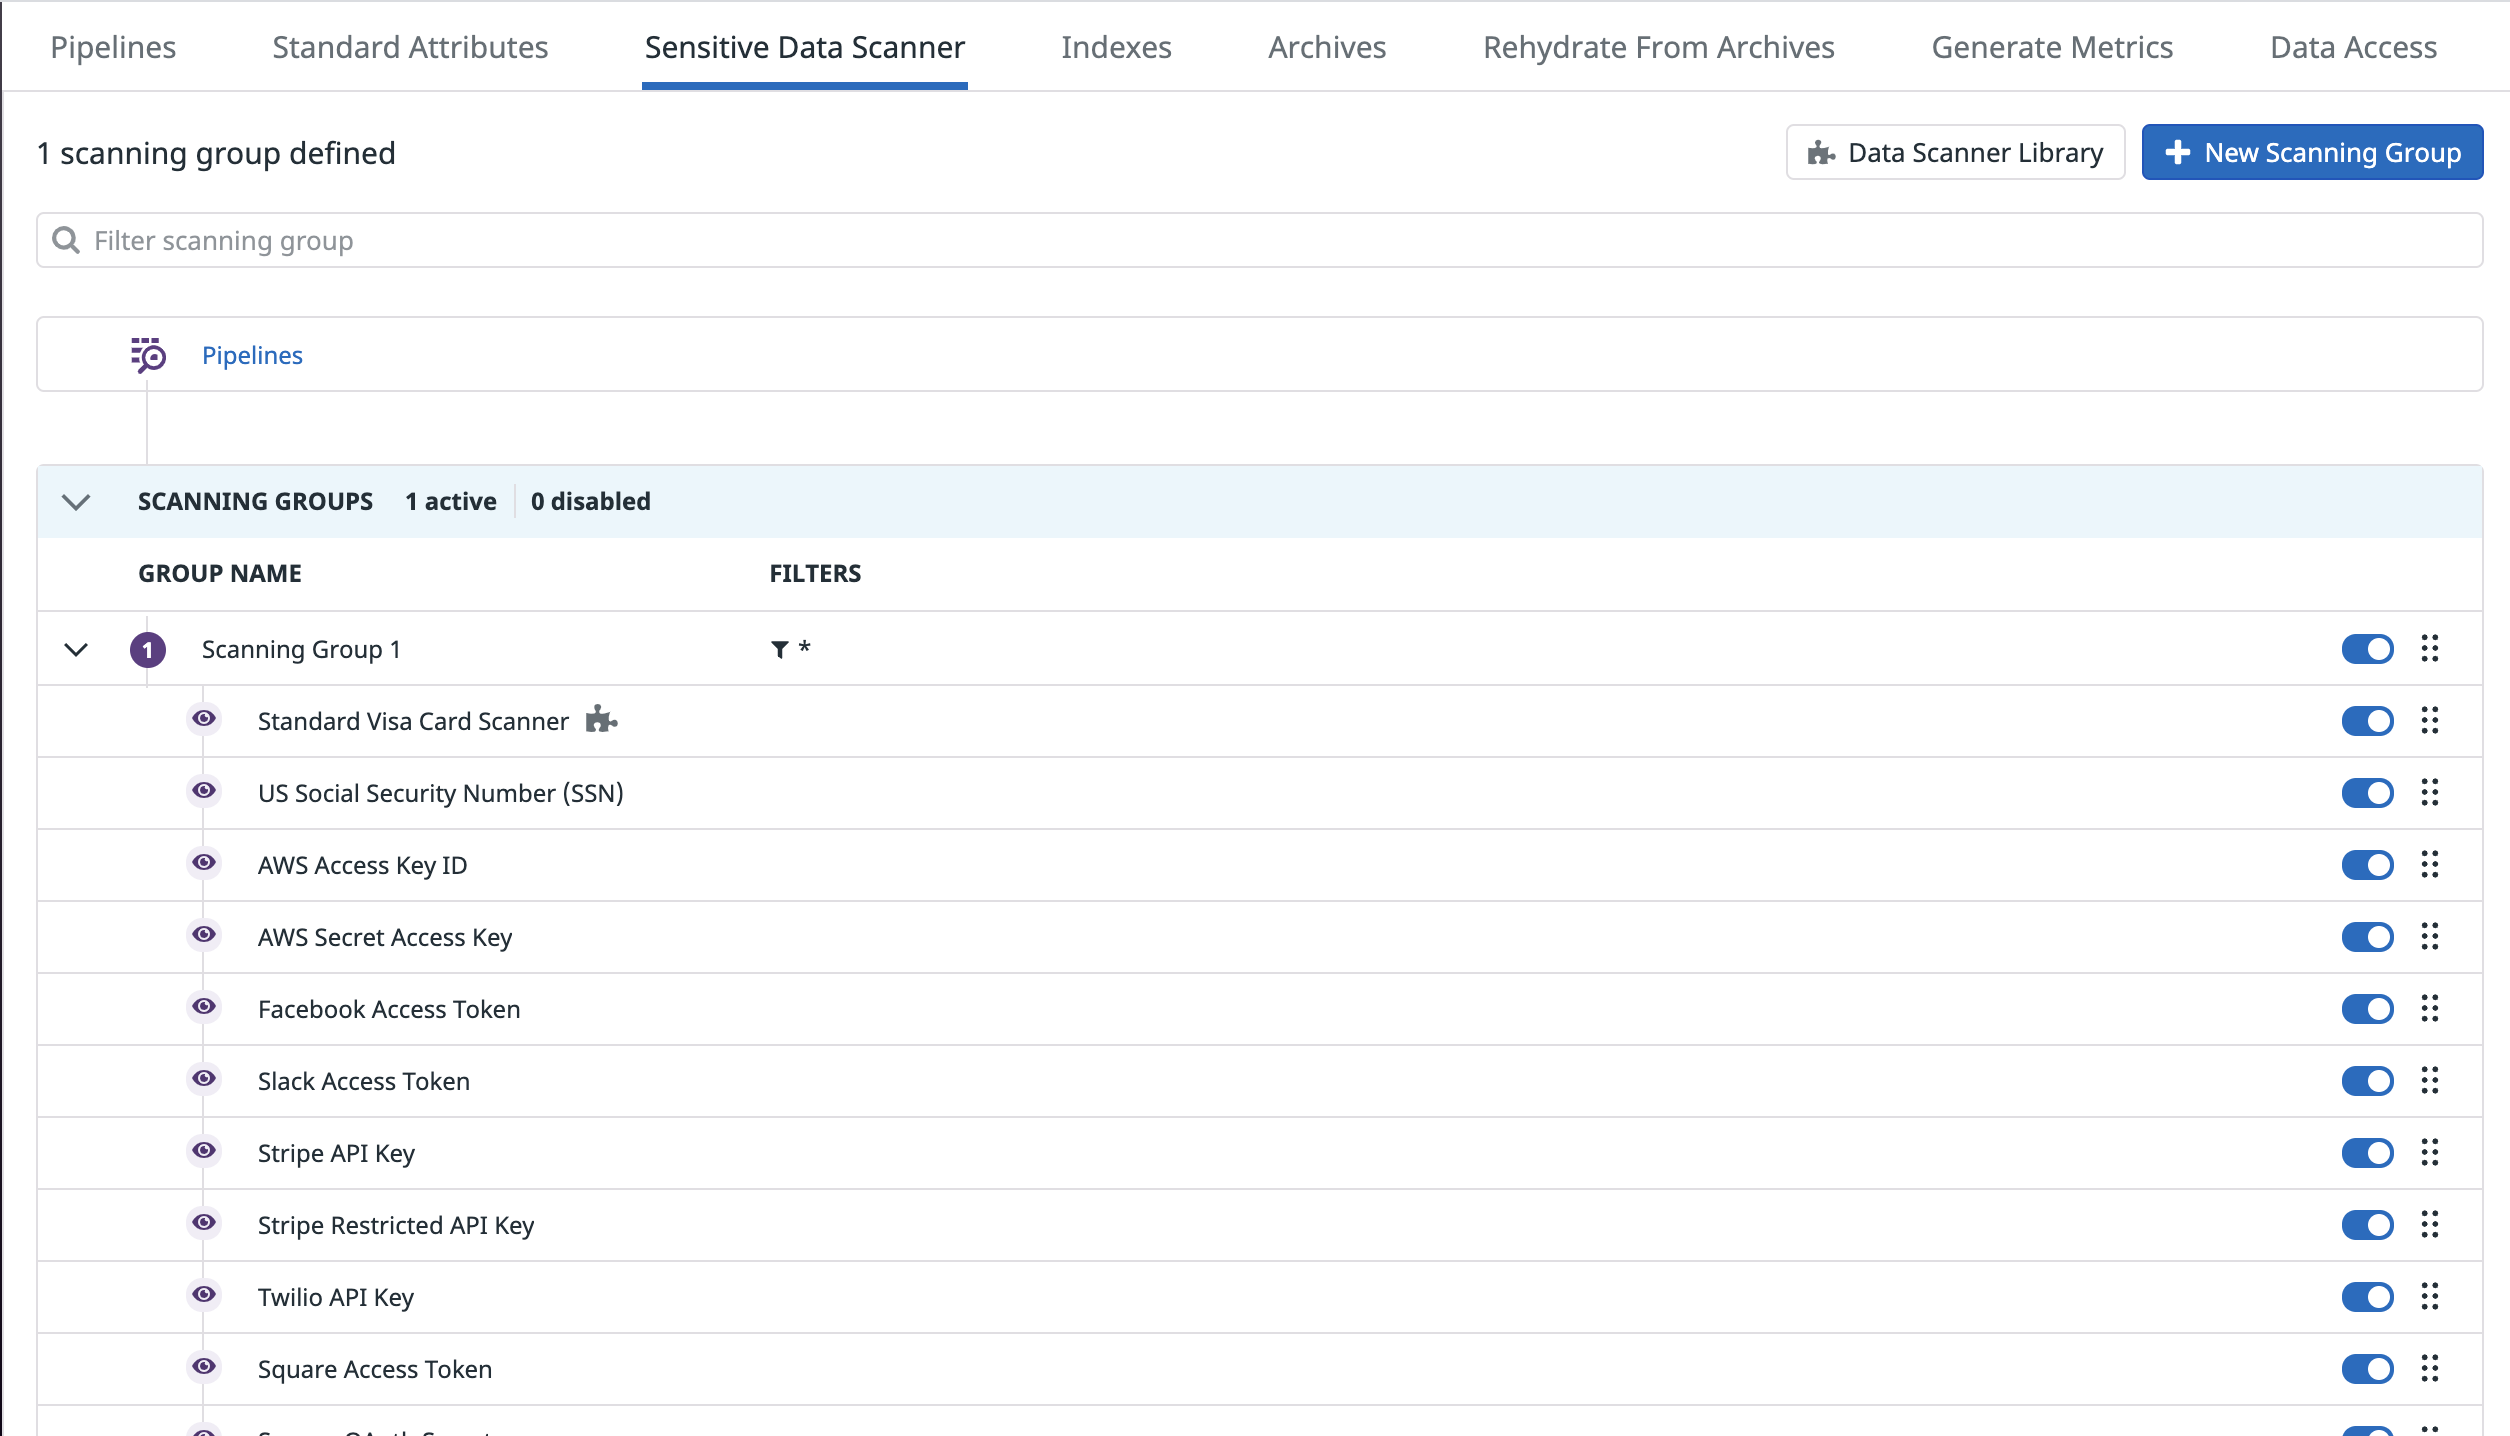 Pipelines Standard Attributes Sensitive Data Scanner Indexes Archives Rehydrate From Archives Generate Metrics Data Access
1 scanning group defined
Data Scanner Library
New Scanning Group
Filter scanning group
Pipelines
SCANNING GROUPS 1 active 0 disabled
GROUP NAME FILTERS
1 Scanning Group 1 *
Standard Visa Card Scanner
US Social Security Number (SSN)
AWS Access Key ID
AWS Secret Access Key
Facebook Access Token
Slack Access Token
Stripe API Key
Stripe Restricted API Key
Twilio API Key
Square Access Token